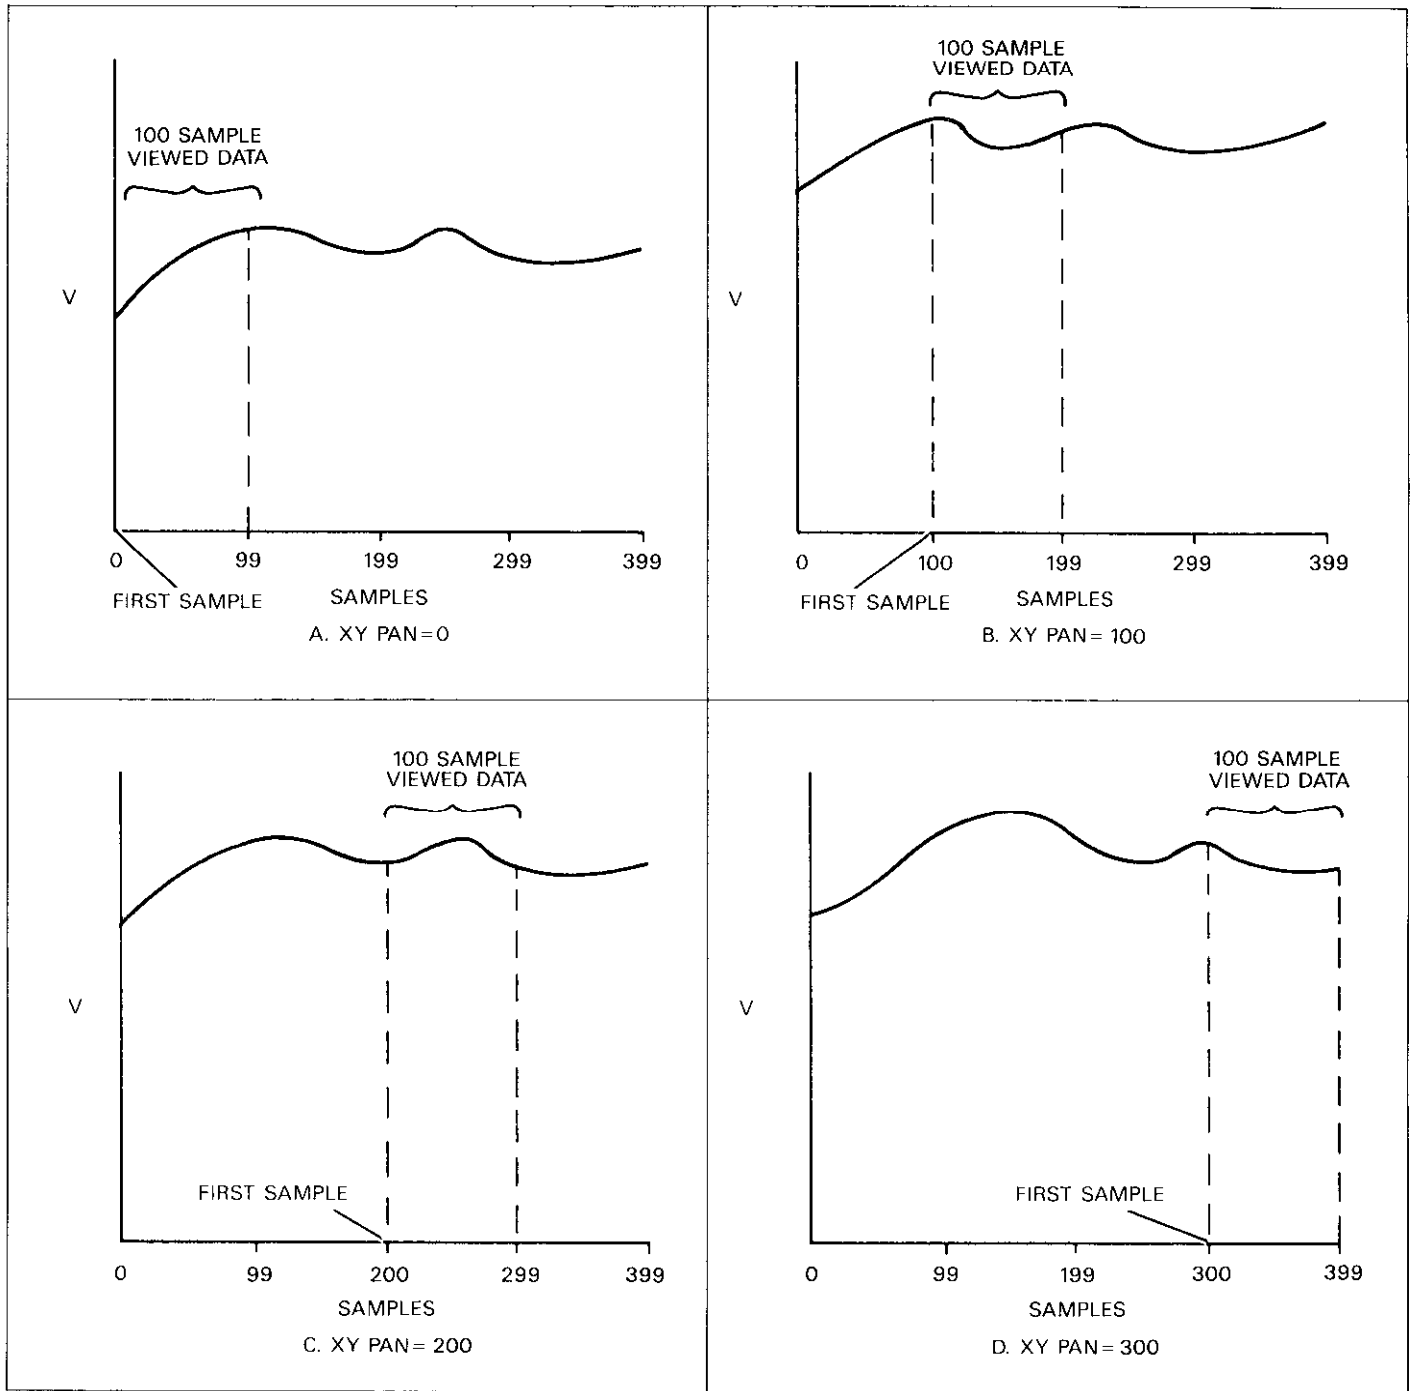 100 SAMPLE
VIEWED DATA
V
0 99 199 299 399
FIRST SAMPLE
SAMPLES
A. XY PAN=0
100 SAMPLE
VIEWED DATA
V
0 100 199 299 399
FIRST SAMPLE
SAMPLES
B. XY PAN= 100
100 SAMPLE
VIEWED DATA
V
FIRST SAMPLE
0 99 200 299 399
SAMPLES
C. XY PAN= 200
100 SAMPLE
VIEWED DATA
V
FIRST SAMPLE
0 99 199 300 399
SAMPLES
D. XY PAN=300